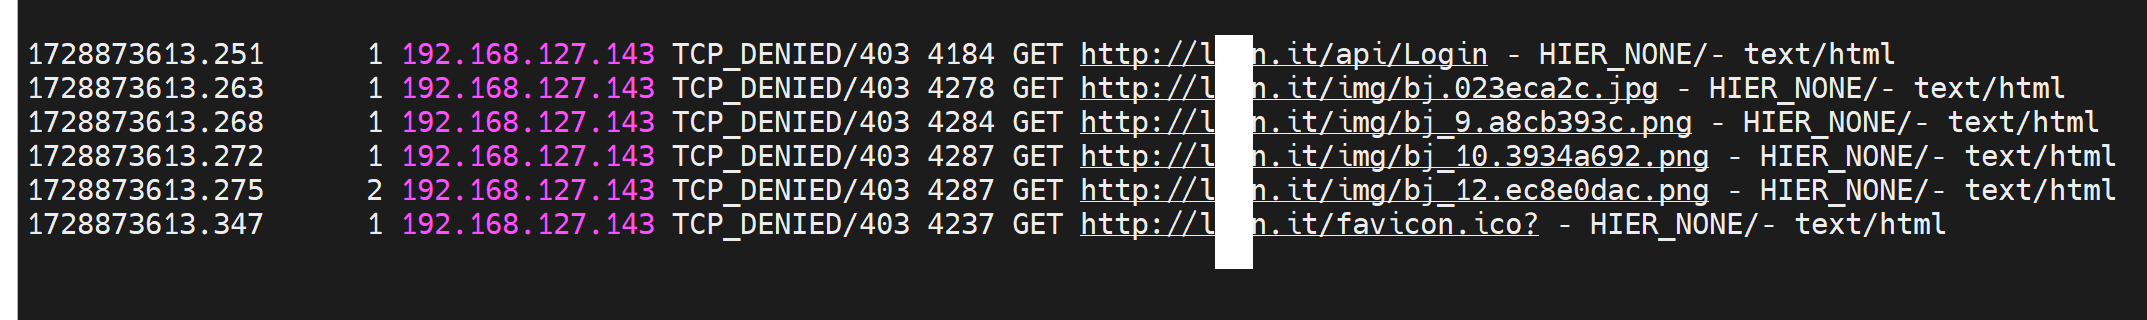 1728873613.251 1 192.168.127.143 TCP_DENIED/403 4184 GET http://l n.it/api/Login - HIER_NONE/- text/html
1728873613.263 1 192.168.127.143 TCP_DENIED/403 4278 GET http://l n.it/img/bj.023eca2c.jpg - HIER_NONE/- text/html
1728873613.268 1 192.168.127.143 TCP_DENIED/403 4284 GET http://l n.it/img/bj_9.a8cb393c.png - HIER_NONE/- text/html
1728873613.272 1 192.168.127.143 TCP_DENIED/403 4287 GET http://l n.it/img/bj_10.3934a692.png - HIER_NONE/- text/html
1728873613.275 2 192.168.127.143 TCP_DENIED/403 4287 GET http://l n.it/img/bj_12.ec8e0dac.png - HIER_NONE/- text/html
1728873613.347 1 192.168.127.143 TCP_DENIED/403 4237 GET http://l n.it/favicon.ico? - HIER_NONE/- text/html